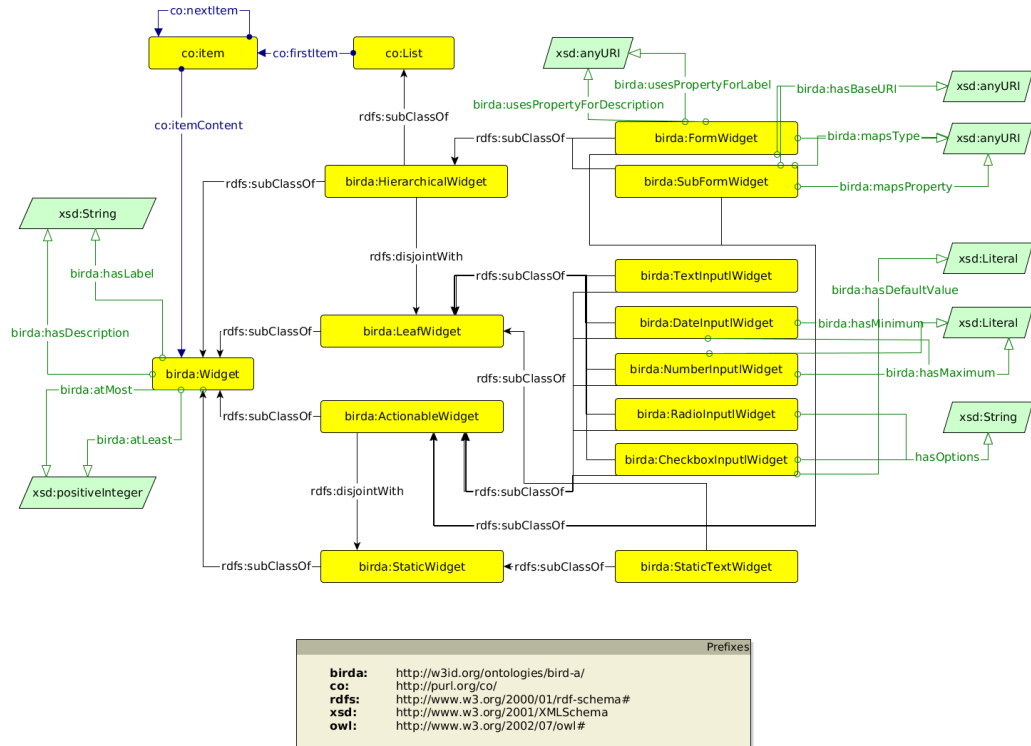 co:nextItem
co:item
co:firstItem
co:List
xsd:anyURI
birda:usesPropertyForLabel
birda:hasBaseURI
xsd:anyURI
birda:usesPropertyForDescription
co:itemContent
rdfs:subClassOf
rdfs:subClassOf
birda:FormWidget
birda:mapsType
xsd:anyURI
rdfs:subClassOf
birda:HierarchicalWidget
birda:SubFormWidget
birda:mapsProperty
xsd:String
rdfs:disjointWith
birda:hasLabel
rdfs:subClassOf
birda:TextInputlWidget
xsd:Literal
birda:hasDefaultValue
birda:hasDescription
rdfs:subClassOf
birda:LeafWidget
birda:DateInputlWidget
birda:hasMinimum
xsd:Literal
birda:Widget
rdfs:subClassOf
birda:NumberInputlWidget
birda:hasMaximum
birda:atMost
rdfs:subClassOf
birda:ActionableWidget
birda:RadioInputlWidget
xsd:String
birda:atLeast
birda:CheckboxInputlWidget
hasOptions
xsd:positiveInteger
rdfs:disjointWith
rdfs:subClassOf
rdfs:subClassOf
rdfs:subClassOf
birda:StaticWidget
rdfs:subClassOf
birda:StaticTextWidget
Prefixes
birda: http://w3id.org/ontologies/bird-a/
co: http://purl.org/co/
rdfs: http://www.w3.org/2000/01/rdf-schema#
xsd: http://www.w3.org/2001/XMLSchema
owl: http://www.w3.org/2002/07/owl#